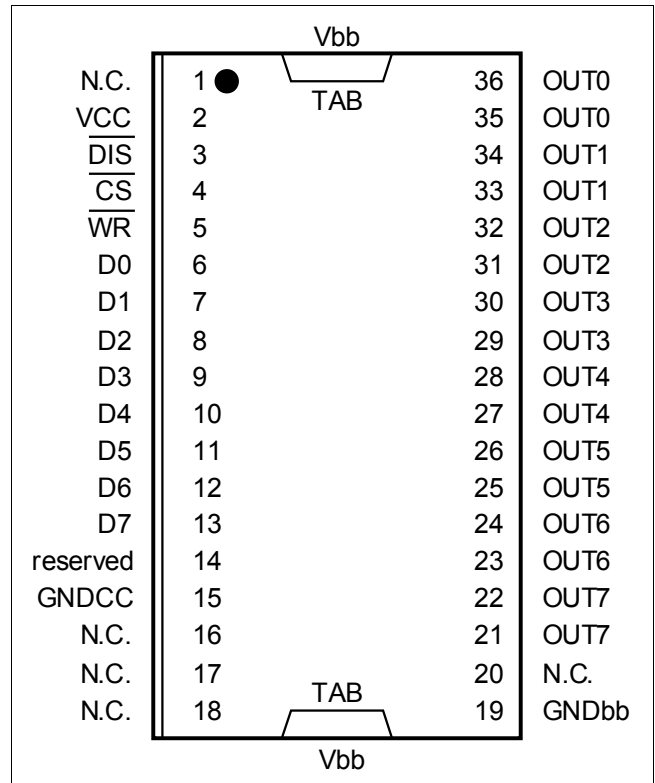 Vbb
N.C. 1 TAB 36 OUT0
VCC 2 35 OUT0
D̅I̅S̅ 3 34 OUT1
C̅S̅ 4 33 OUT1
W̅R̅ 5 32 OUT2
D0 6 31 OUT2
D1 7 30 OUT3
D2 8 29 OUT3
D3 9 28 OUT4
D4 10 27 OUT4
D5 11 26 OUT5
D6 12 25 OUT5
D7 13 24 OUT6
reserved 14 23 OUT6
GNDCC 15 22 OUT7
N.C. 16 21 OUT7
N.C. 17 20 N.C.
N.C. 18 TAB 19 GNDbb
Vbb